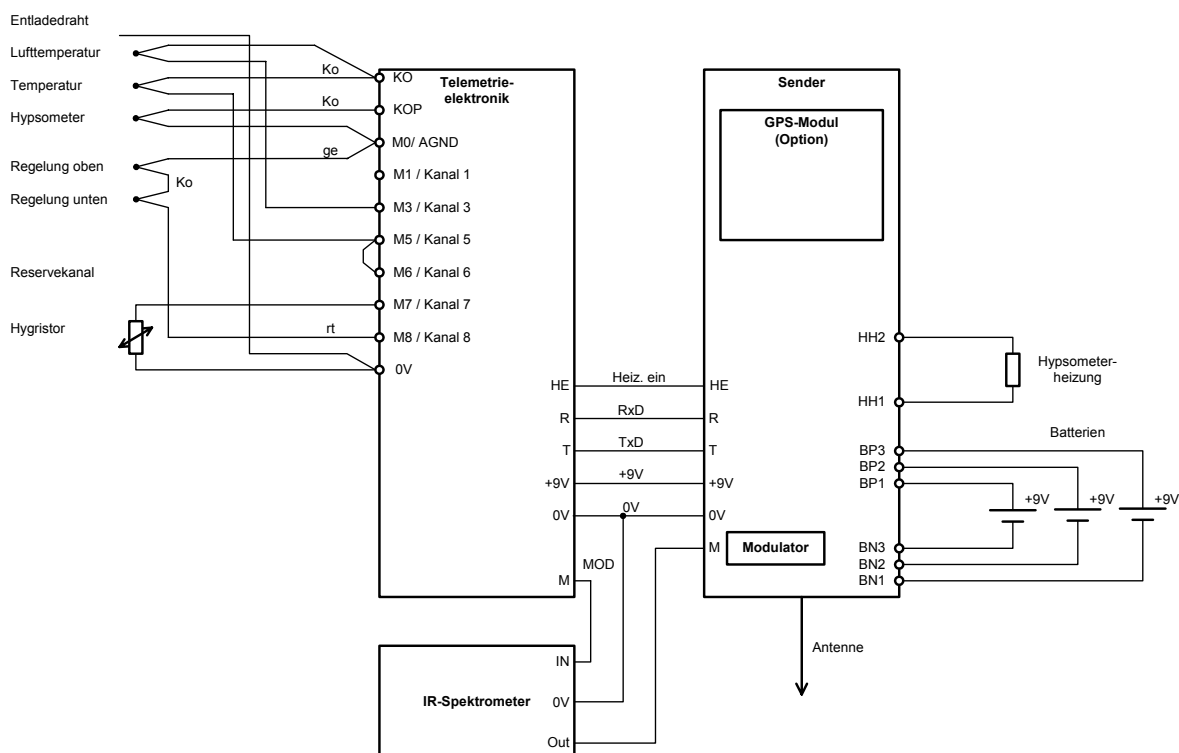 Entladedraht
Lufttemperatur
Temperatur
Hypsometer
Regelung oben
Regelung unten
Reservekanal
Hygristor
Ko
Ko
ge
Ko
rt
Telemetrie-
elektronik
KO
KOP
M0/ AGND
M1 / Kanal 1
M3 / Kanal 3
M5 / Kanal 5
M6 / Kanal 6
M7 / Kanal 7
M8 / Kanal 8
0V
HE
R
T
+9V
0V
M
Heiz. ein
RxD
TxD
+9V
0V
MOD
Sender
GPS-Modul
(Option)
HE
R
T
+9V
0V
M
Modulator
HH2
HH1
BP3
BP2
BP1
BN3
BN2
BN1
Hypsometer-
heizung
Batterien
+9V
+9V
+9V
Antenne
IR-Spektrometer
IN
0V
Out